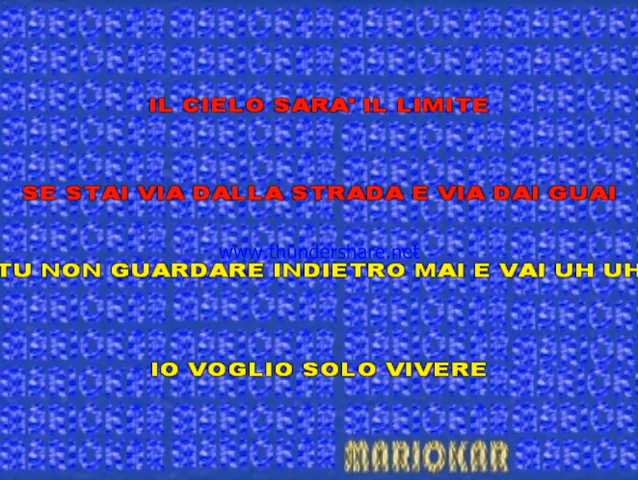 IL CIELO SARA' IL LIMITE
SE STAI VIA DALLA STRADA E VIA DAI GUAI
www.thundershare.net
TU NON GUARDARE INDIETRO MAI E VAI UH UH
IO VOGLIO SOLO VIVERE
MARIOKAR